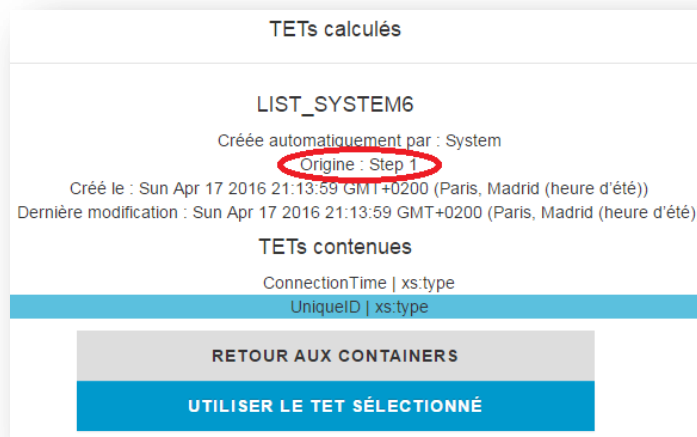 TETs calculés
LIST_SYSTEM6
Créée automatiquement par : System
Origine : Step 1
Créé le : Sun Apr 17 2016 21:13:59 GMT+0200 (Paris, Madrid (heure d'été))
Dernière modification : Sun Apr 17 2016 21:13:59 GMT+0200 (Paris, Madrid (heure d'été)
TETs contenues
ConnectionTime | xs:type
UniqueID | xs:type
RETOUR AUX CONTAINERS
UTILISER LE TET SÉLECTIONNÉ